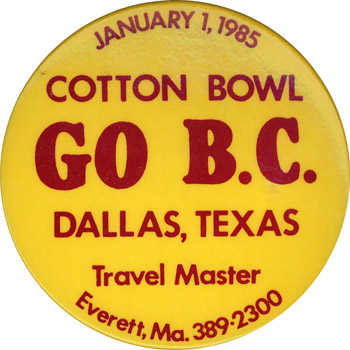 JANUARY 1, 1985
COTTON BOWL
GO B.C.
DALLAS, TEXAS
Travel Master
Everett, Ma. 389-2300